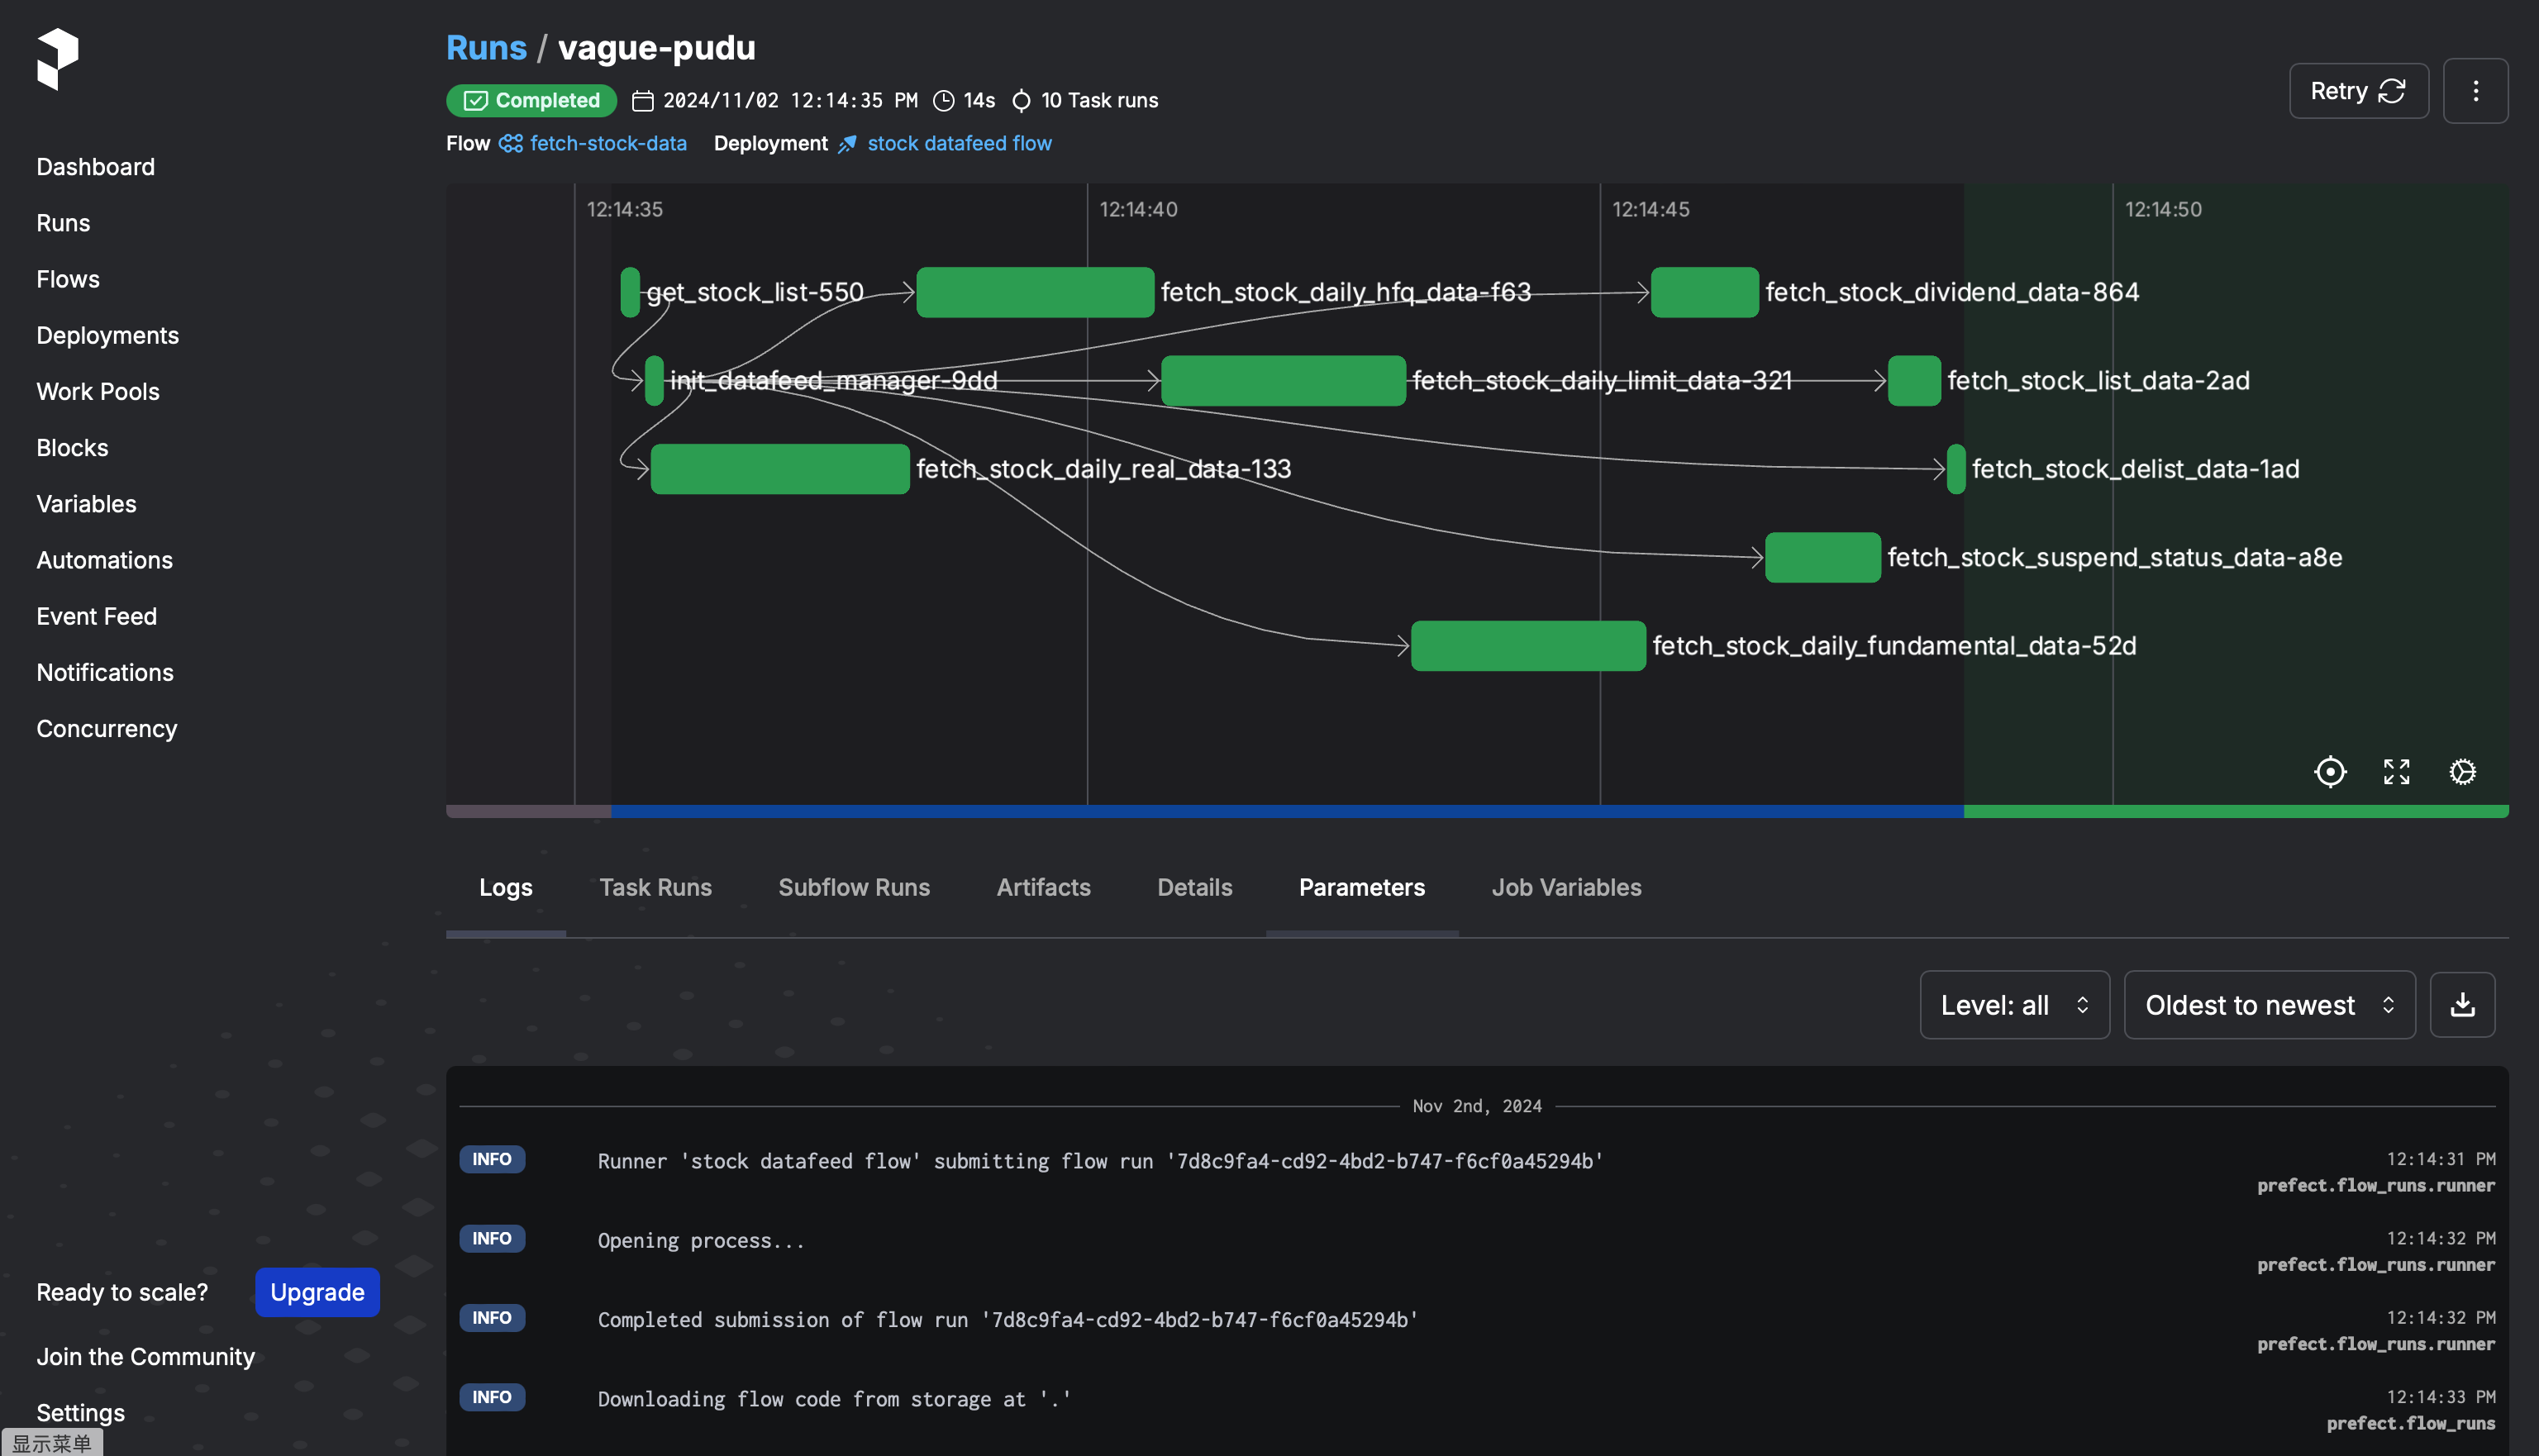 Runs / vague-pudu
Completed 2024/11/02 12:14:35 PM 14s 10 Task runs
Flow fetch-stock-data Deployment stock datafeed flow
Retry
Dashboard
Runs
Flows
Deployments
Work Pools
Blocks
Variables
Automations
Event Feed
Notifications
Concurrency
Ready to scale? Upgrade
Join the Community
Settings
显示菜单
12:14:35 12:14:40 12:14:45 12:14:50
get_stock_list-550 fetch_stock_daily_hfq_data-f63 fetch_stock_dividend_data-864
init_datafeed_manager-9dd fetch_stock_daily_limit_data-321 fetch_stock_list_data-2ad
fetch_stock_daily_real_data-133 fetch_stock_delist_data-1ad
fetch_stock_suspend_status_data-a8e
fetch_stock_daily_fundamental_data-52d
Logs Task Runs Subflow Runs Artifacts Details Parameters Job Variables
Level: all Oldest to newest
Nov 2nd, 2024
INFO Runner 'stock datafeed flow' submitting flow run '7d8c9fa4-cd92-4bd2-b747-f6cf0a45294b' 12:14:31 PM
prefect.flow_runs.runner
INFO Opening process... 12:14:32 PM
prefect.flow_runs.runner
INFO Completed submission of flow run '7d8c9fa4-cd92-4bd2-b747-f6cf0a45294b' 12:14:32 PM
prefect.flow_runs.runner
INFO Downloading flow code from storage at '.' 12:14:33 PM
prefect.flow_runs